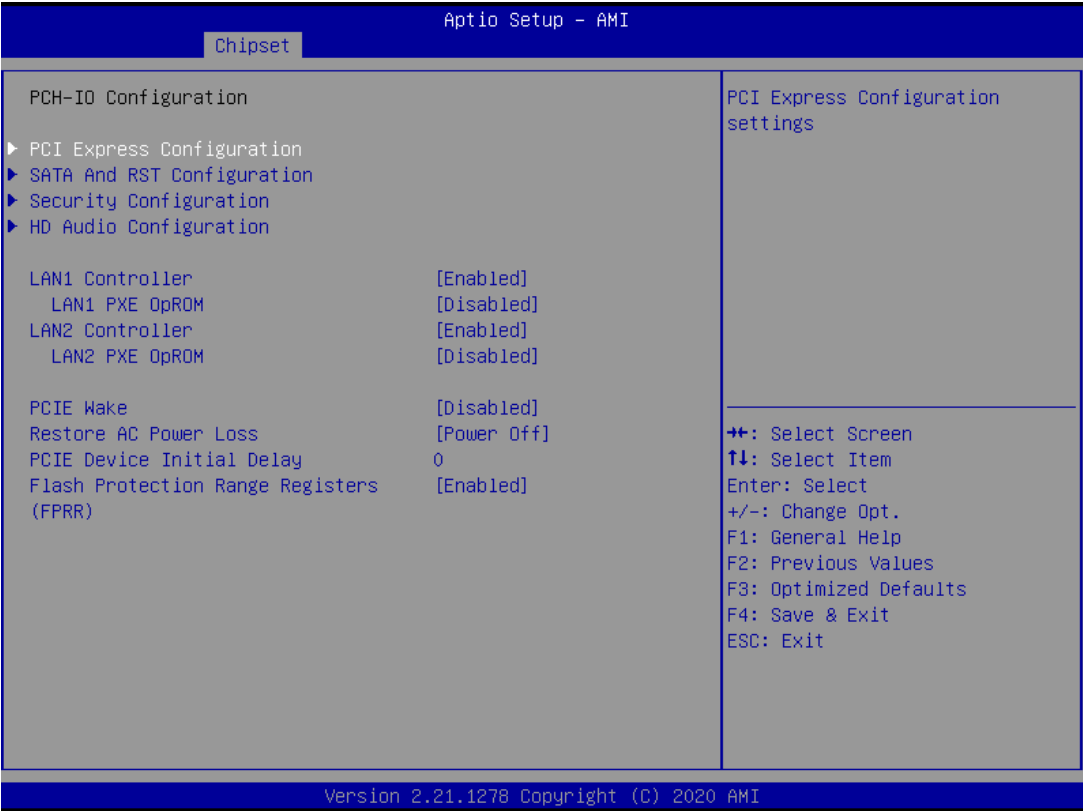 Aptio Setup – AMI
Chipset
PCH-IO Configuration
PCI Express Configuration
SATA And RST Configuration
Security Configuration
HD Audio Configuration
LAN1 Controller [Enabled]
LAN1 PXE OpROM [Disabled]
LAN2 Controller [Enabled]
LAN2 PXE OpROM [Disabled]
PCIE Wake [Disabled]
Restore AC Power Loss [Power Off]
PCIE Device Initial Delay 0
Flash Protection Range Registers [Enabled]
(FPRR)
PCI Express Configuration
settings
→←: Select Screen
↑↓: Select Item
Enter: Select
+/-: Change Opt.
F1: General Help
F2: Previous Values
F3: Optimized Defaults
F4: Save & Exit
ESC: Exit
Version 2.21.1278 Copyright (C) 2020 AMI